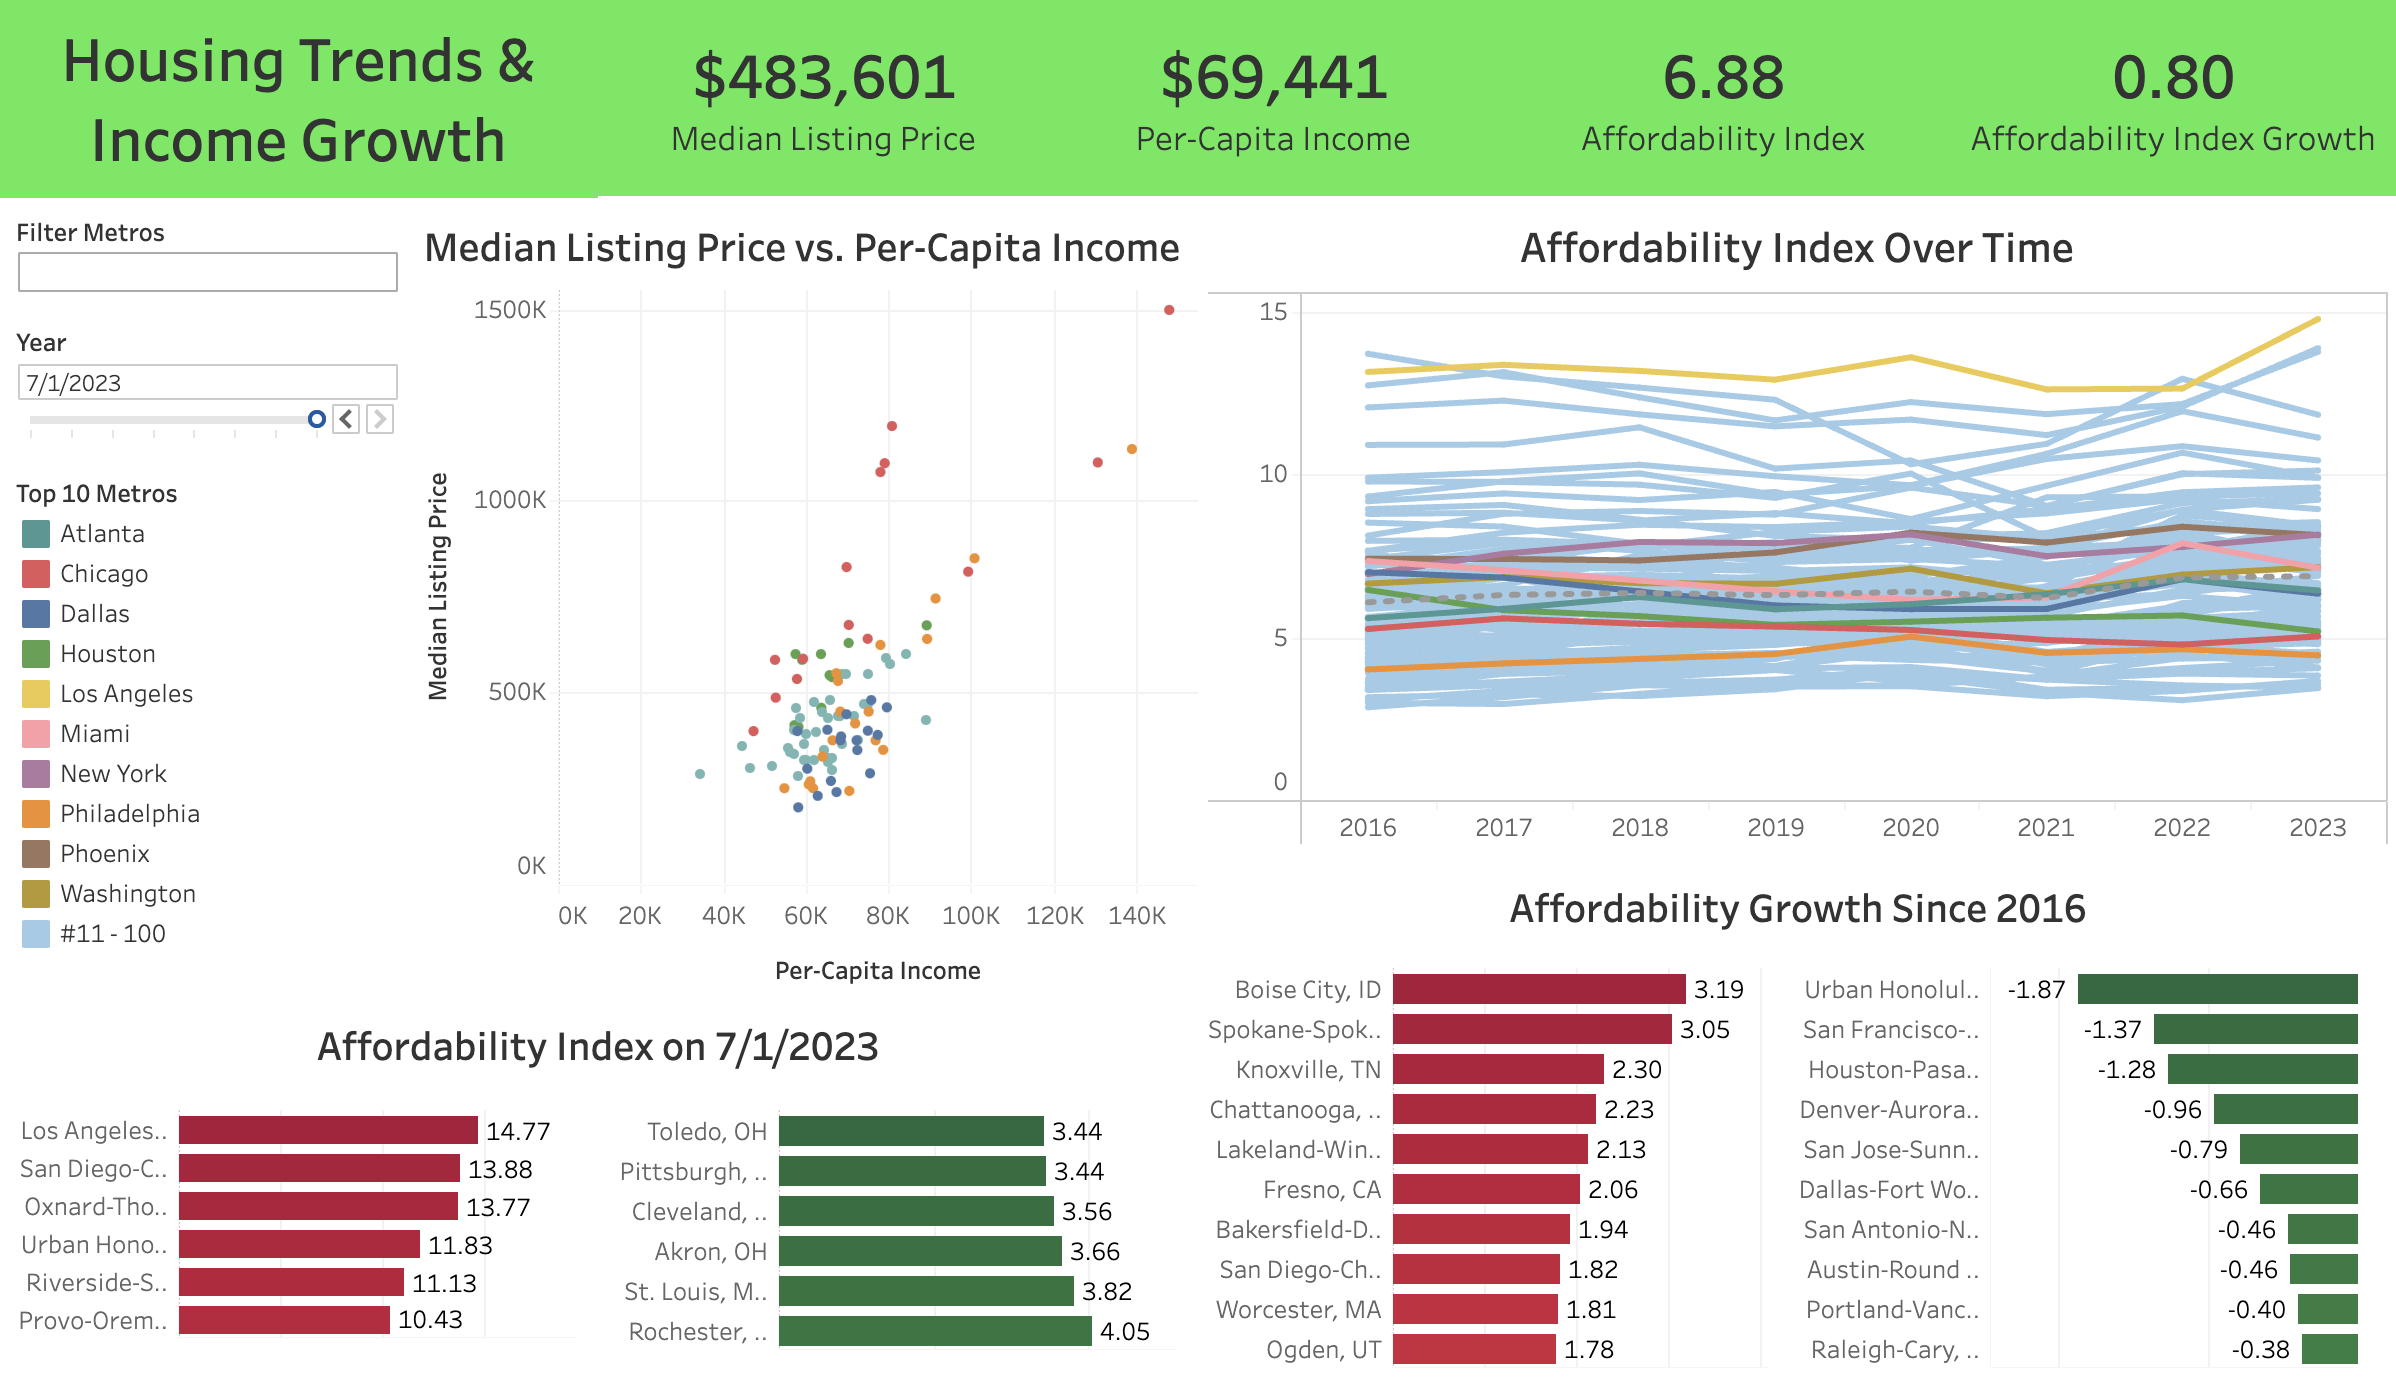 Housing Trends &
Income Growth
$483,601
Median Listing Price
$69,441
Per-Capita Income
6.88
Affordability Index
0.80
Affordability Index Growth
Filter Metros
Year
7/1/2023
Top 10 Metros
Atlanta
Chicago
Dallas
Houston
Los Angeles
Miami
New York
Philadelphia
Phoenix
Washington
#11 - 100
Median Listing Price vs. Per-Capita Income
Median Listing Price
1500K
1000K
500K
0K
0K 20K 40K 60K 80K 100K 120K 140K
Per-Capita Income
Affordability Index Over Time
15
10
5
0
2016 2017 2018 2019 2020 2021 2022 2023
Affordability Index on 7/1/2023
Los Angeles.. 14.77
San Diego-C.. 13.88
Oxnard-Tho.. 13.77
Urban Hono.. 11.83
Riverside-S.. 11.13
Provo-Orem.. 10.43
Toledo, OH 3.44
Pittsburgh, .. 3.44
Cleveland, .. 3.56
Akron, OH 3.66
St. Louis, M.. 3.82
Rochester, .. 4.05
Affordability Growth Since 2016
Boise City, ID 3.19
Spokane-Spok.. 3.05
Knoxville, TN 2.30
Chattanooga, .. 2.23
Lakeland-Win.. 2.13
Fresno, CA 2.06
Bakersfield-D.. 1.94
San Diego-Ch.. 1.82
Worcester, MA 1.81
Ogden, UT 1.78
Urban Honolul.. -1.87
San Francisco-.. -1.37
Houston-Pasa.. -1.28
Denver-Aurora.. -0.96
San Jose-Sunn.. -0.79
Dallas-Fort Wo.. -0.66
San Antonio-N.. -0.46
Austin-Round .. -0.46
Portland-Vanc.. -0.40
Raleigh-Cary, .. -0.38